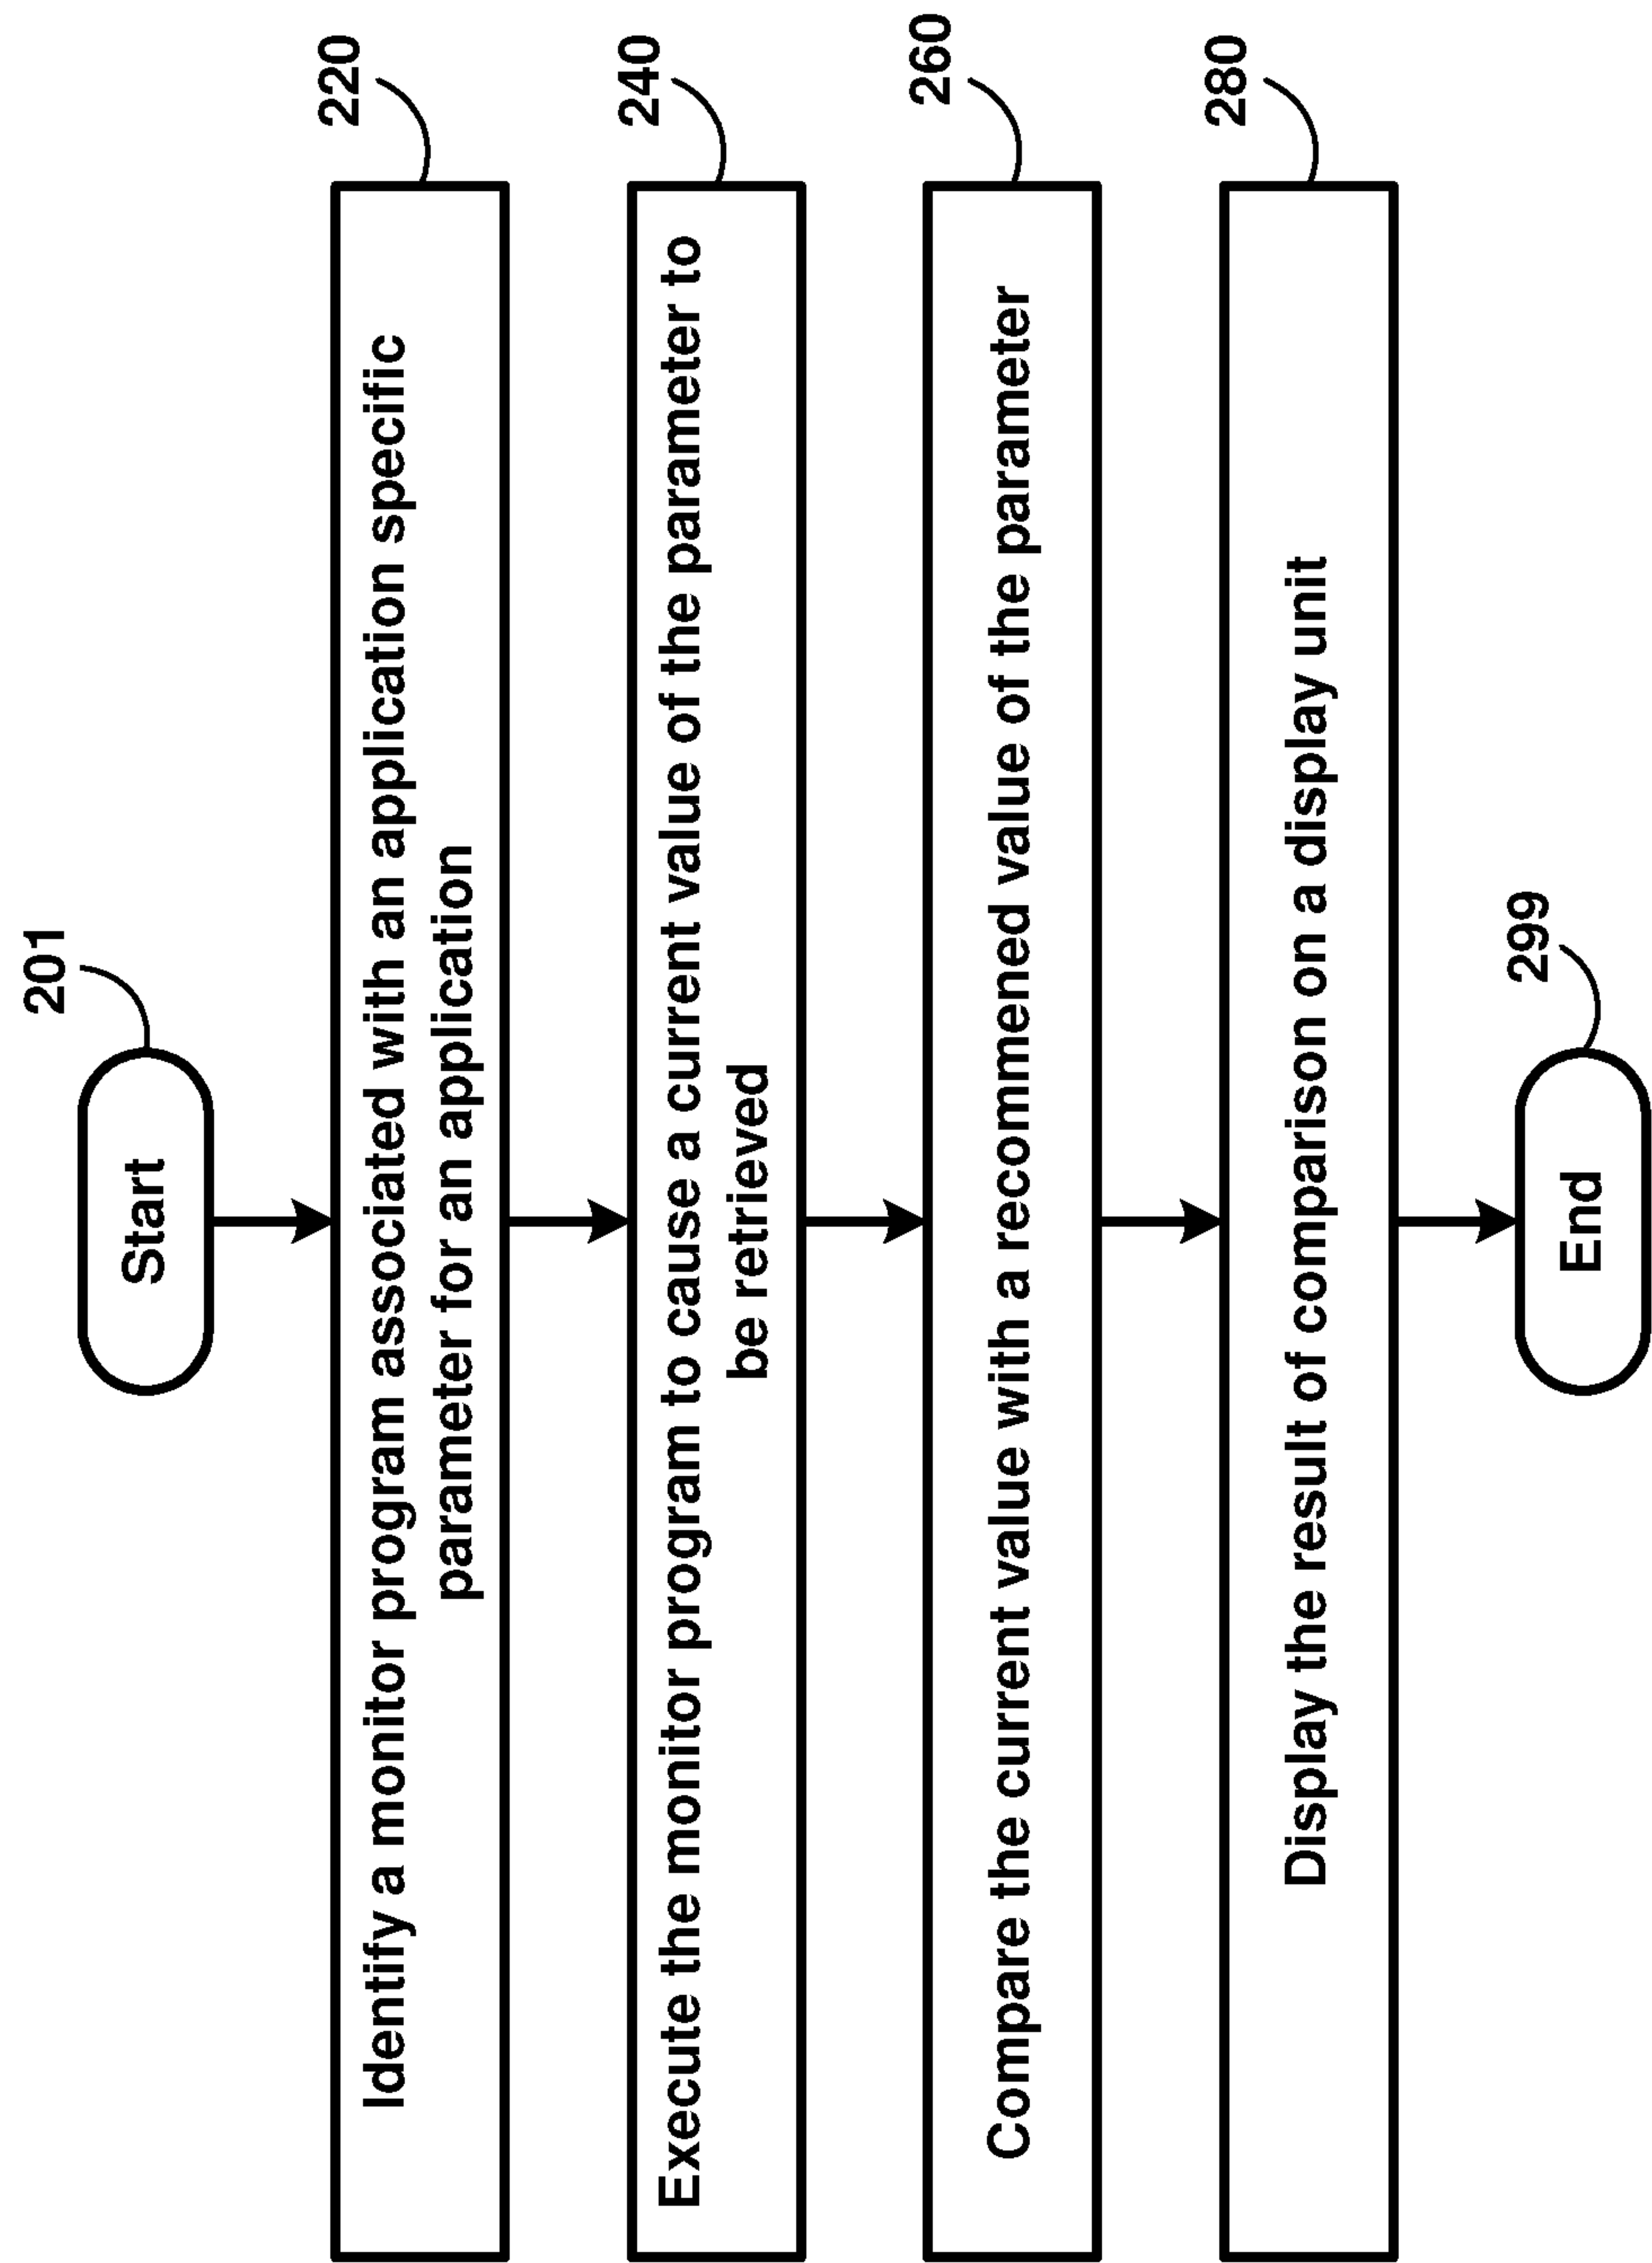 201
Start
220
Identify a monitor program associated with an application specific
parameter for an application
240
Execute the monitor program to cause a current value of the parameter to
be retrieved
260
Compare the current value with a recommened value of the parameter
280
Display the result of comparison on a display unit
299
End